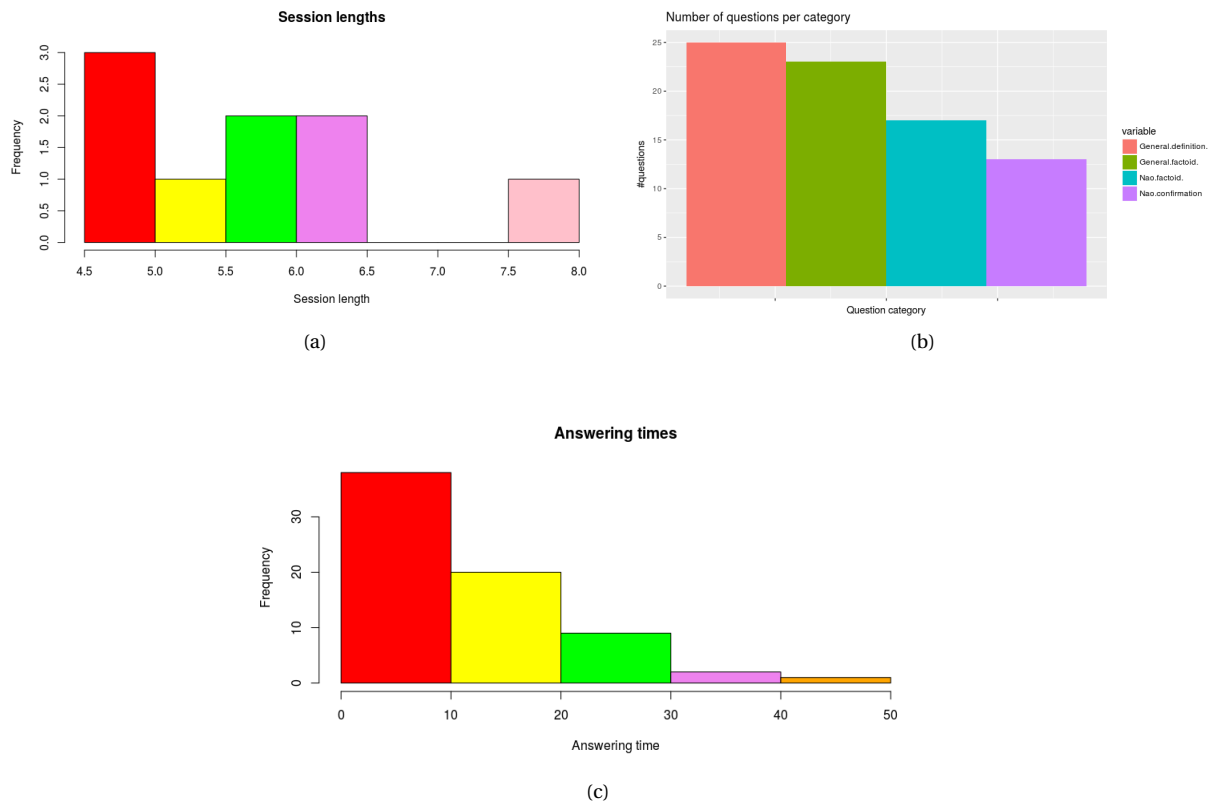 Session lengths
Frequency
0.0 0.5 1.0 1.5 2.0 2.5 3.0
4.5 5.0 5.5 6.0 6.5 7.0 7.5 8.0
Session length
(a)
Number of questions per category
#questions
25
20
15
10
5
0
Question category
variable
General.definition.
General.factoid.
Nao.factoid.
Nao.confirmation
(b)
Answering times
Frequency
0 10 20 30
0 10 20 30 40 50
Answering time
(c)